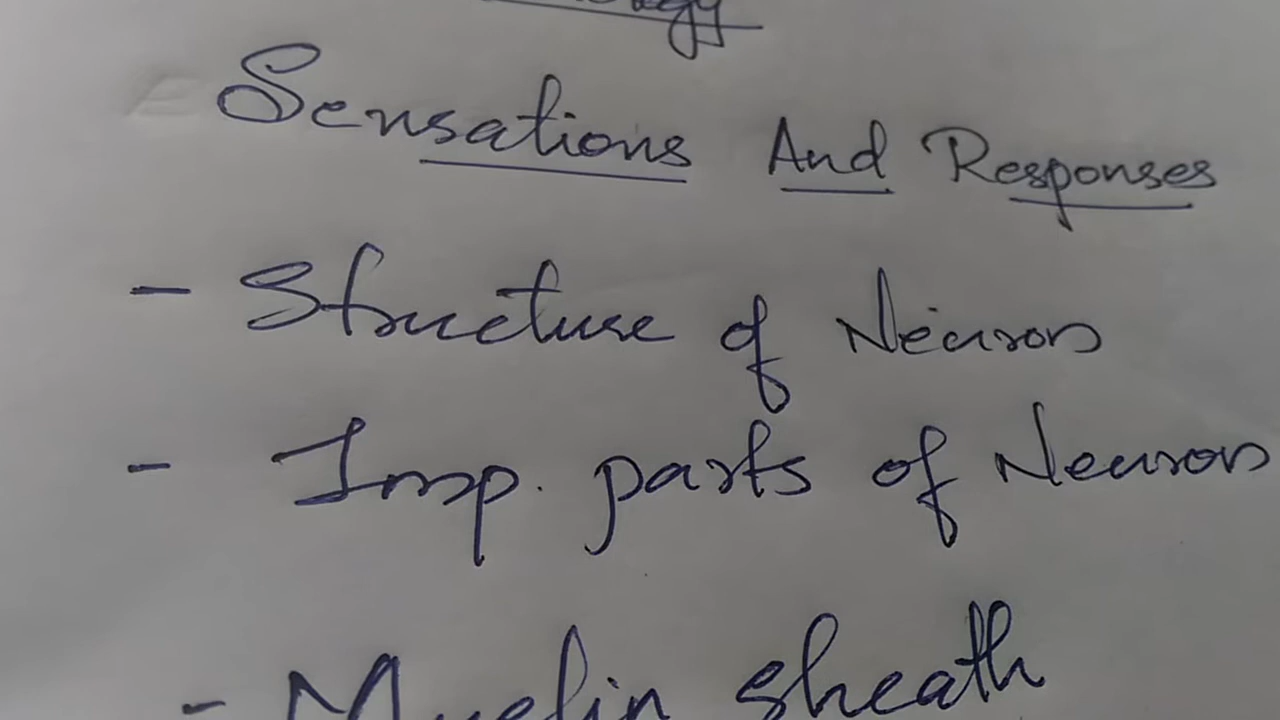 Sensations And Responses
- Structure of Neuron
- Imp. parts of Neuron
- Myelin sheath